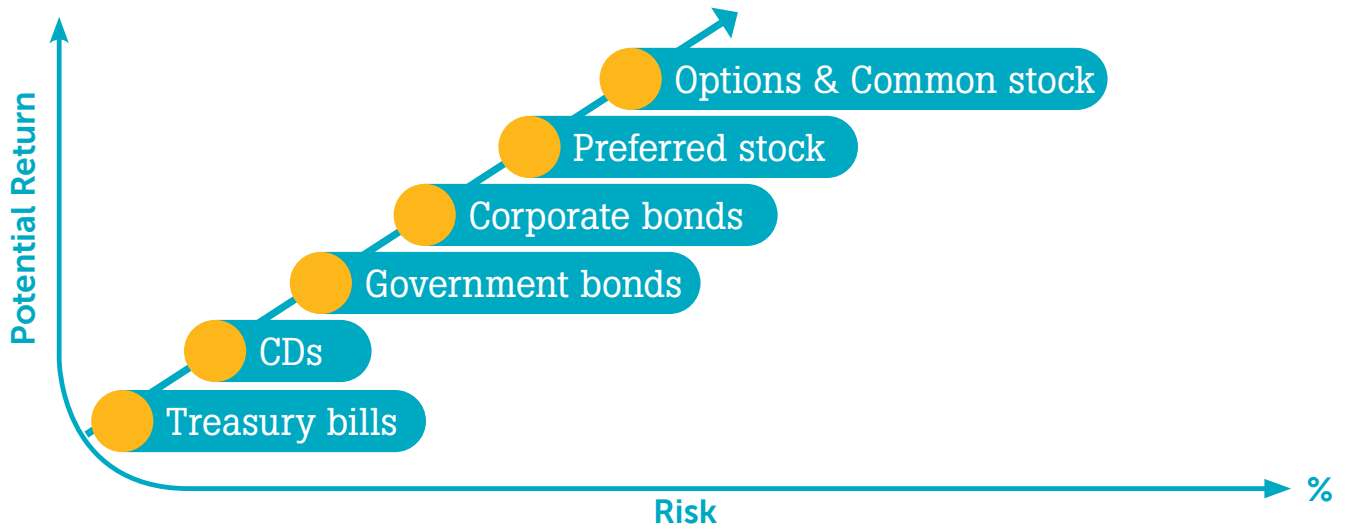 Potential Return
Options & Common stock
Preferred stock
Corporate bonds
Government bonds
CDs
Treasury bills
%
Risk